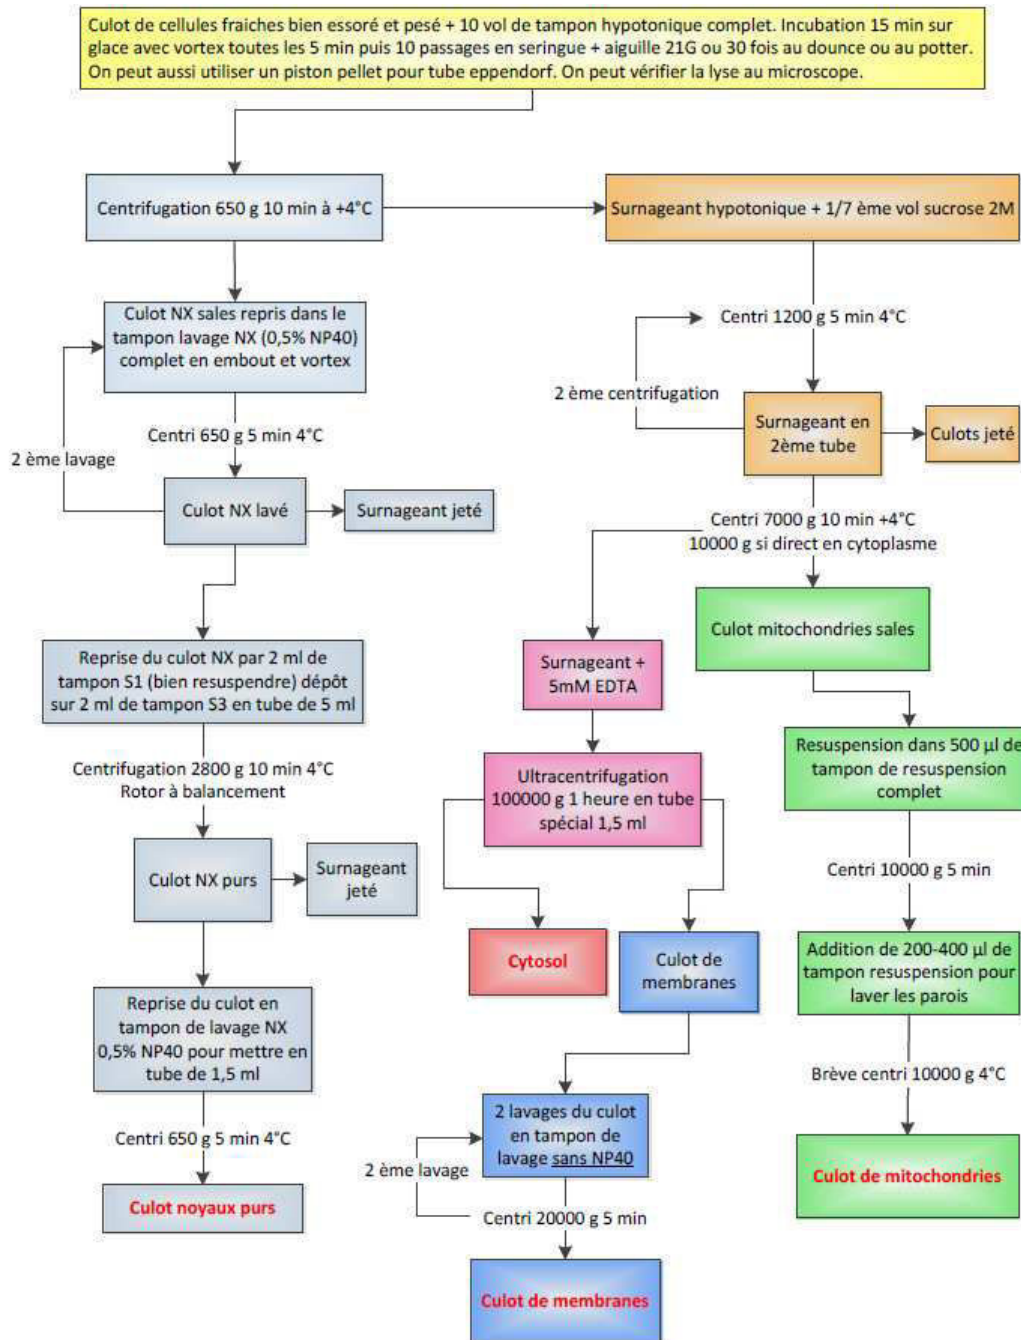 Culot de cellules fraiches bien essoré et pesé + 10 vol de tampon hypotonique complet. Incubation 15 min sur
glace avec vortex toutes les 5 min puis 10 passages en seringue + aiguille 21G ou 30 fois au dounce ou au potter.
On peut aussi utiliser un piston pellet pour tube eppendorf. On peut vérifier la lyse au microscope.
Centrifugation 650 g 10 min à +4°C
Surnageant hypotonique + 1/7 ème vol sucrose 2M
Culot NX sales repris dans le
tampon lavage NX (0,5% NP40)
complet en embout et vortex
Centri 650 g 5 min 4°C
2 ème lavage
Culot NX lavé
Surnageant jeté
Reprise du culot NX par 2 ml de
tampon S1 (bien resuspendre) dépôt
sur 2 ml de tampon S3 en tube de 5 ml
Centrifugation 2800 g 10 min 4°C
Rotor à balancement
Culot NX purs
Surnageant
jeté
Reprise du culot en
tampon de lavage NX
0,5% NP40 pour mettre en
tube de 1,5 ml
Centri 650 g 5 min 4°C
Culot noyaux purs
Centri 1200 g 5 min 4°C
2 ème centrifugation
Surnageant en
2ème tube
Culots jeté
Centri 7000 g 10 min +4°C
10000 g si direct en cytoplasme
Surnageant +
5mM EDTA
Ultracentrifugation
100000 g 1 heure en tube
spécial 1,5 ml
Cytosol
Culot de
membranes
2 lavages du culot
en tampon de
lavage sans NP40
2 ème lavage
Centri 20000 g 5 min
Culot de membranes
Culot mitochondries sales
Resuspension dans 500 µl de
tampon de resuspension
complet
Centri 10000 g 5 min
Addition de 200-400 µl de
tampon resuspension pour
laver les parois
Brève centri 10000 g 4°C
Culot de mitochondries